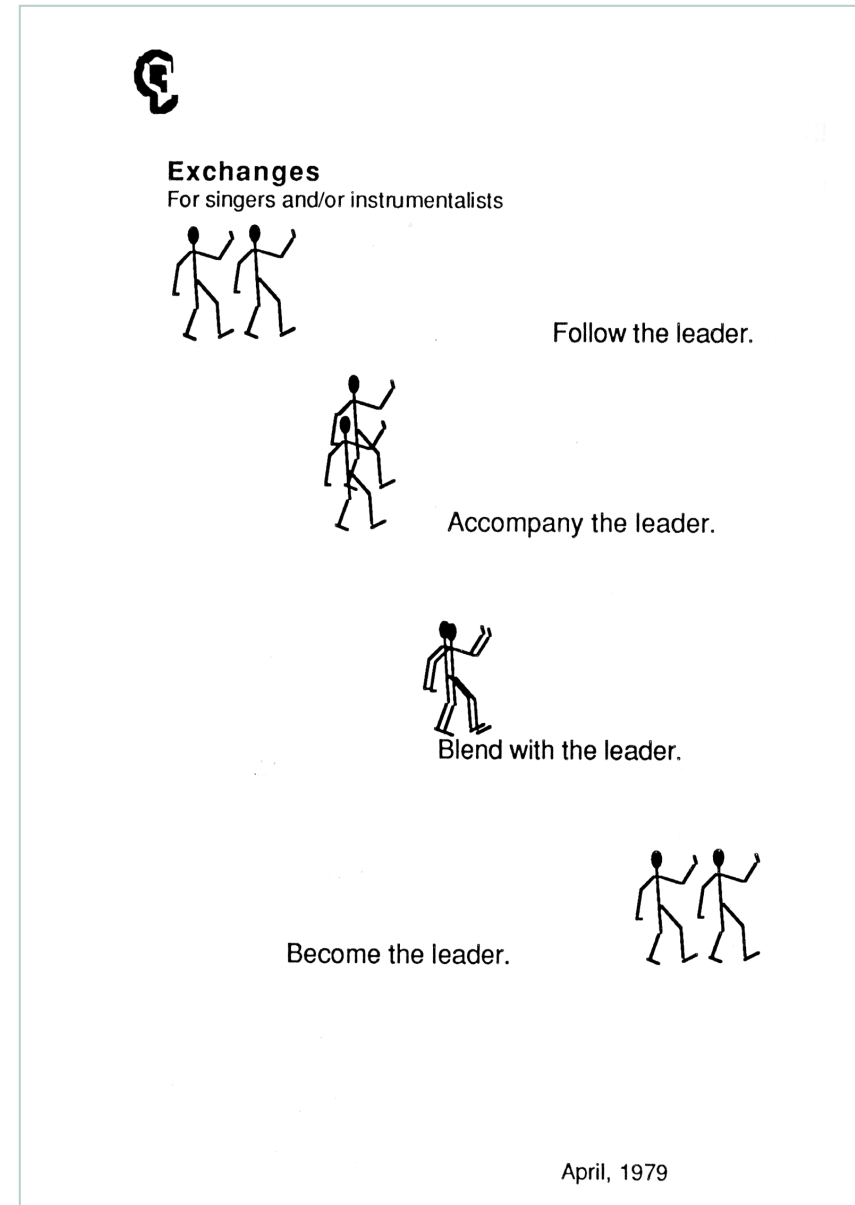 Exchanges
For singers and/or instrumentalists
Follow the leader.
Accompany the leader.
Blend with the leader.
Become the leader.
April, 1979